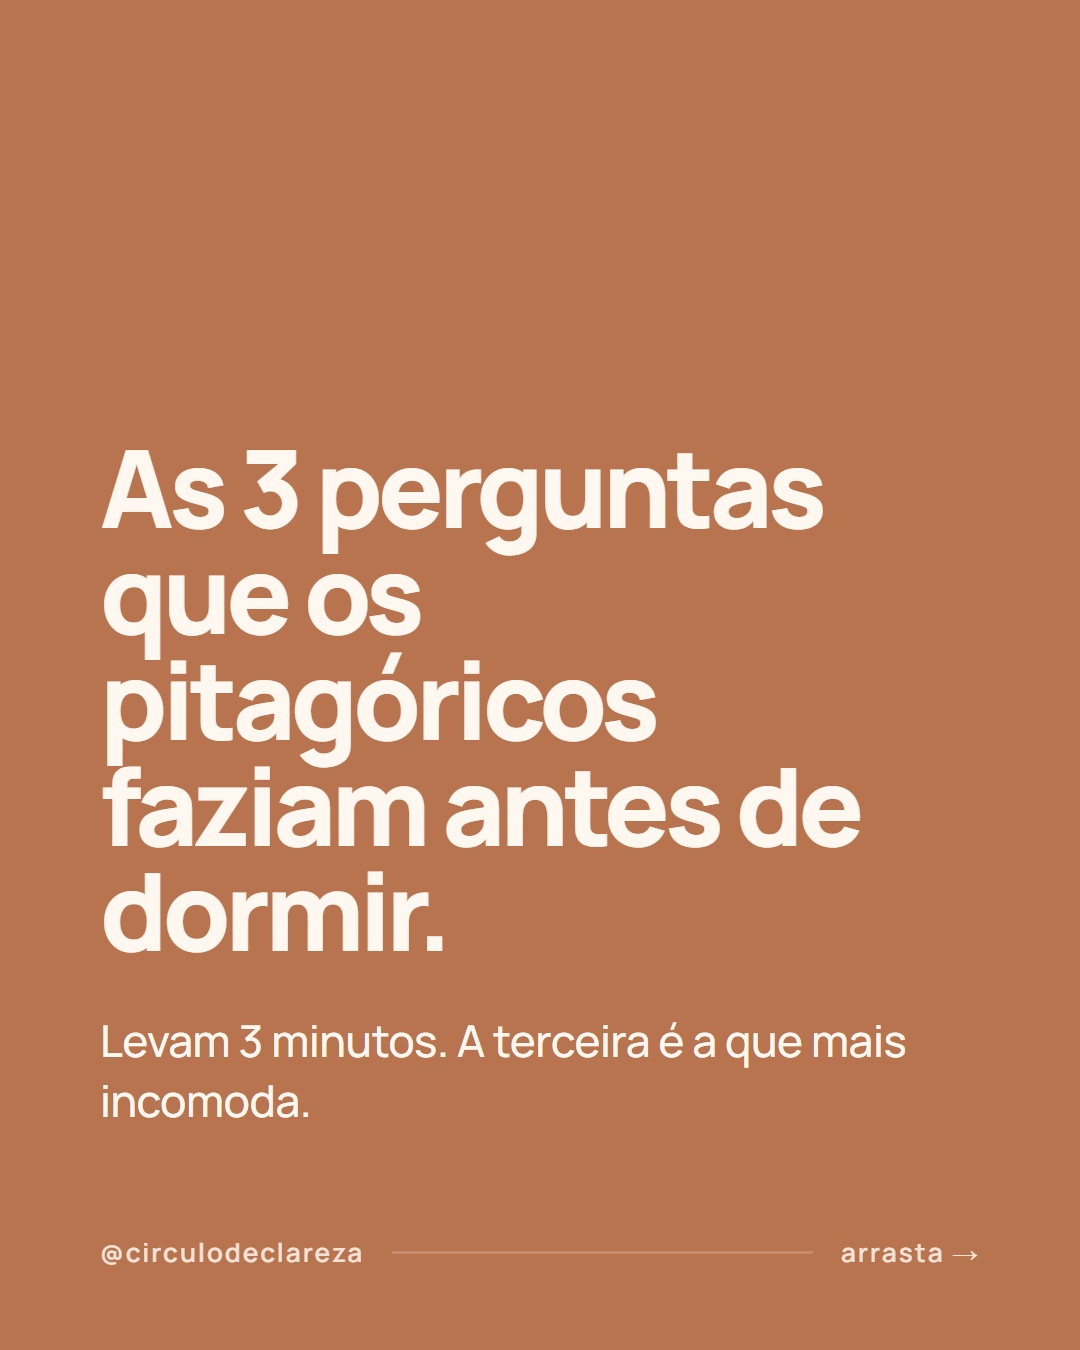 As 3 perguntas
que os
pitagóricos
faziam antes de
dormir.
Levam 3 minutos. A terceira é a que mais
incomoda.
@circulodeclareza
arrasta →